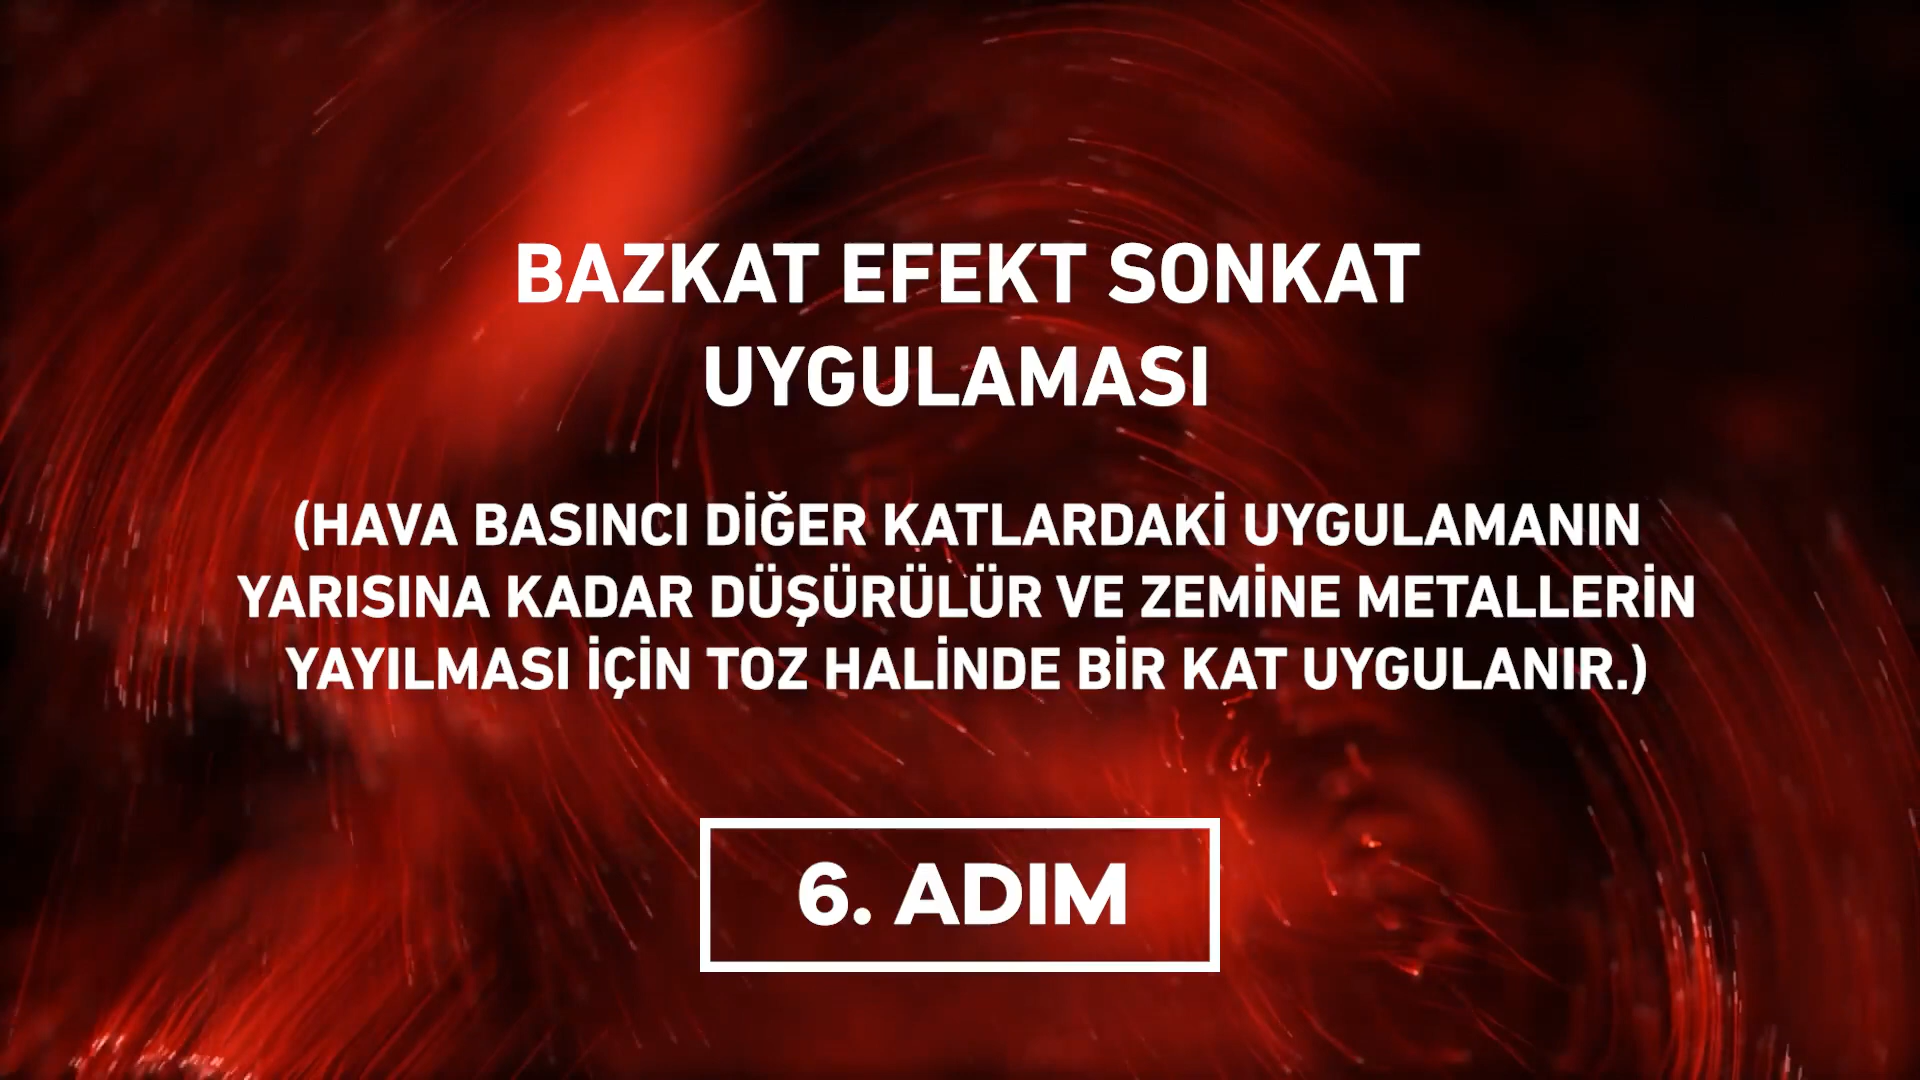 BAZKAT EFEKT SONKAT
UYGULAMASI
(HAVA BASINCI DİĞER KATLARDAKİ UYGULAMANIN
YARISINA KADAR DÜŞÜRÜLÜR VE ZEMİNE METALLERİN
YAYILMASI İÇİN TOZ HALİNDE BİR KAT UYGULANIR.)
6. ADIM